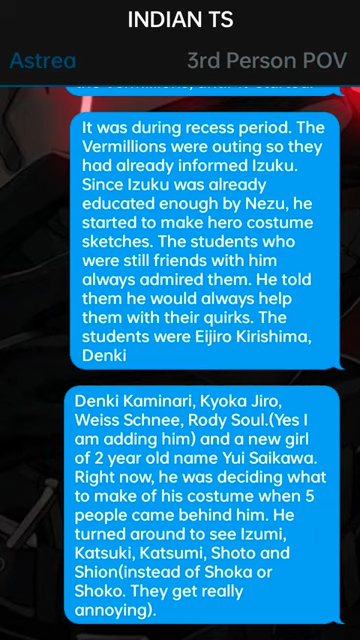 INDIAN TS
Astrea
3rd Person POV
It was during recess period. The
Vermillions were outing so they
had already informed Izuku.
Since Izuku was already
educated enough by Nezu, he
started to make hero costume
sketches. The students who
were still friends with him
always admired them. He told
them he would always help
them with their quirks. The
students were Eijiro Kirishima,
Denki
Denki Kaminari, Kyoka Jiro,
Weiss Schnee, Rody Soul.(Yes I
am adding him) and a new girl
of 2 year old name Yui Saikawa.
Right now, he was deciding what
to make of his costume when 5
people came behind him. He
turned around to see Izumi,
Katsuki, Katsumi, Shoto and
Shion(instead of Shoka or
Shoko. They get really
annoying).